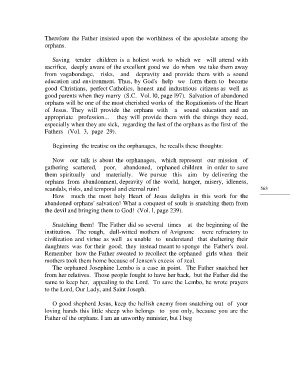 Therefore the Father insisted upon the worthiness of the apostolate among the
orphans.
Saving tender children is a holiest work to which we will attend with
sacrifice, deeply aware of the excellent good we do when we take them away
from vagabondage, risks, and depravity and provide them with a sound
education and environment. Thus, by God's help we form them to become
good Christians, perfect Catholics, honest and industrious citizens as well as
good parents when they marry (S.C. Vol. 10, page 197). Salvation of abandoned
orphans will be one of the most cherished works of the Rogationists of the Heart
of Jesus. They will provide the orphans with a sound education and an
appropriate profession... they will provide them with the things they need,
especially when they are sick, regarding the last of the orphans as the first of the
Fathers (Vol. 3, page 29).
Beginning the treatise on the orphanages, he recalls these thoughts:
Now our talk is about the orphanages, which represent our mission of
gathering scattered, poor, abandoned, orphaned children in order to save
them spiritually and materially. We pursue this aim by delivering the
orphans from abandonment, depravity of the world, hunger, misery, idleness,
scandals, risks, and temporal and eternal ruin!
How much the most holy Heart of Jesus delights in this work for the
abandoned orphans' salvation! What a conquest of souls is snatching them from
the devil and bringing them to God! (Vol. 1, page 239).
563
Snatching them! The Father did so several times at the beginning of the
institution. The rough, dull-witted mothers of Avignone were refractory to
civilization and virtue as well as unable to understand that sheltering their
daughters was for their good; they instead meant to sponge the Father's zeal.
Remember how the Father sweated to recollect the orphaned girls when their
mothers took them home because of Jensen's excess of zeal.
The orphaned Josephine Lembo is a case in point. The Father snatched her
from her relatives. Those people fought to have her back, but the Father did the
same to keep her, appealing to the Lord. To save the Lembo, he wrote prayers
to the Lord, Our Lady, and Saint Joseph.
O good shepherd Jesus, keep the hellish enemy from snatching out of your
loving hands this little sheep who belongs to you only, because you are the
Father of the orphans. I am an unworthy minister, but I beg